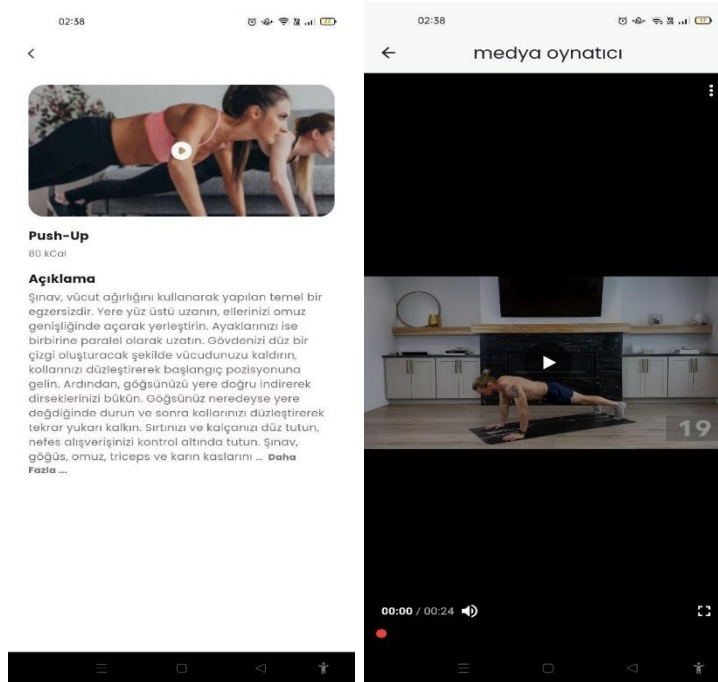 02:38
77
Push-Up
80 kCal
Açıklama
Şınav, vücut ağırlığını kullanarak yapılan temel bir
egzersizdir. Yere yüz üstü uzanın, ellerinizi omuz
genişliğinde açarak yerleştirin. Ayaklarınızı ise
birbirine paralel olarak uzatın. Gövdenizi düz bir
çizgi oluşturacak şekilde vücudunuzu kaldırın,
kollarınızı düzleştirerek başlangıç pozisyonuna
gelin. Ardından, göğsünüzü yere doğru indirerek
dirseklerinizi bükün. Göğsünüz neredeyse yere
değdiğinde durun ve sonra kollarınızı düzleştirerek
tekrar yukarı kalkın. Sırtınızı ve kalçanızı düz tutun,
nefes alışverişinizi kontrol altında tutun. Şınav,
göğüs, omuz, triceps ve karın kaslarını ... Daha
Fazla ...
02:38
77
medya oynatıcı
19
00:00 / 00:24